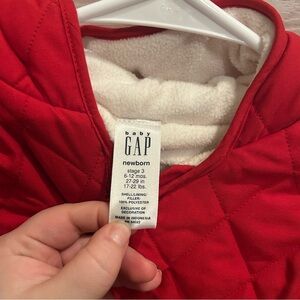 baby
GAP
newborn
stage 3
6-12 mos.
27-29 in
17-22 lbs.
SHELL/LINING/
FILLER:
100% POLYESTER
EXCLUSIVE OF
DECORATION
MADE IN INDONESIA